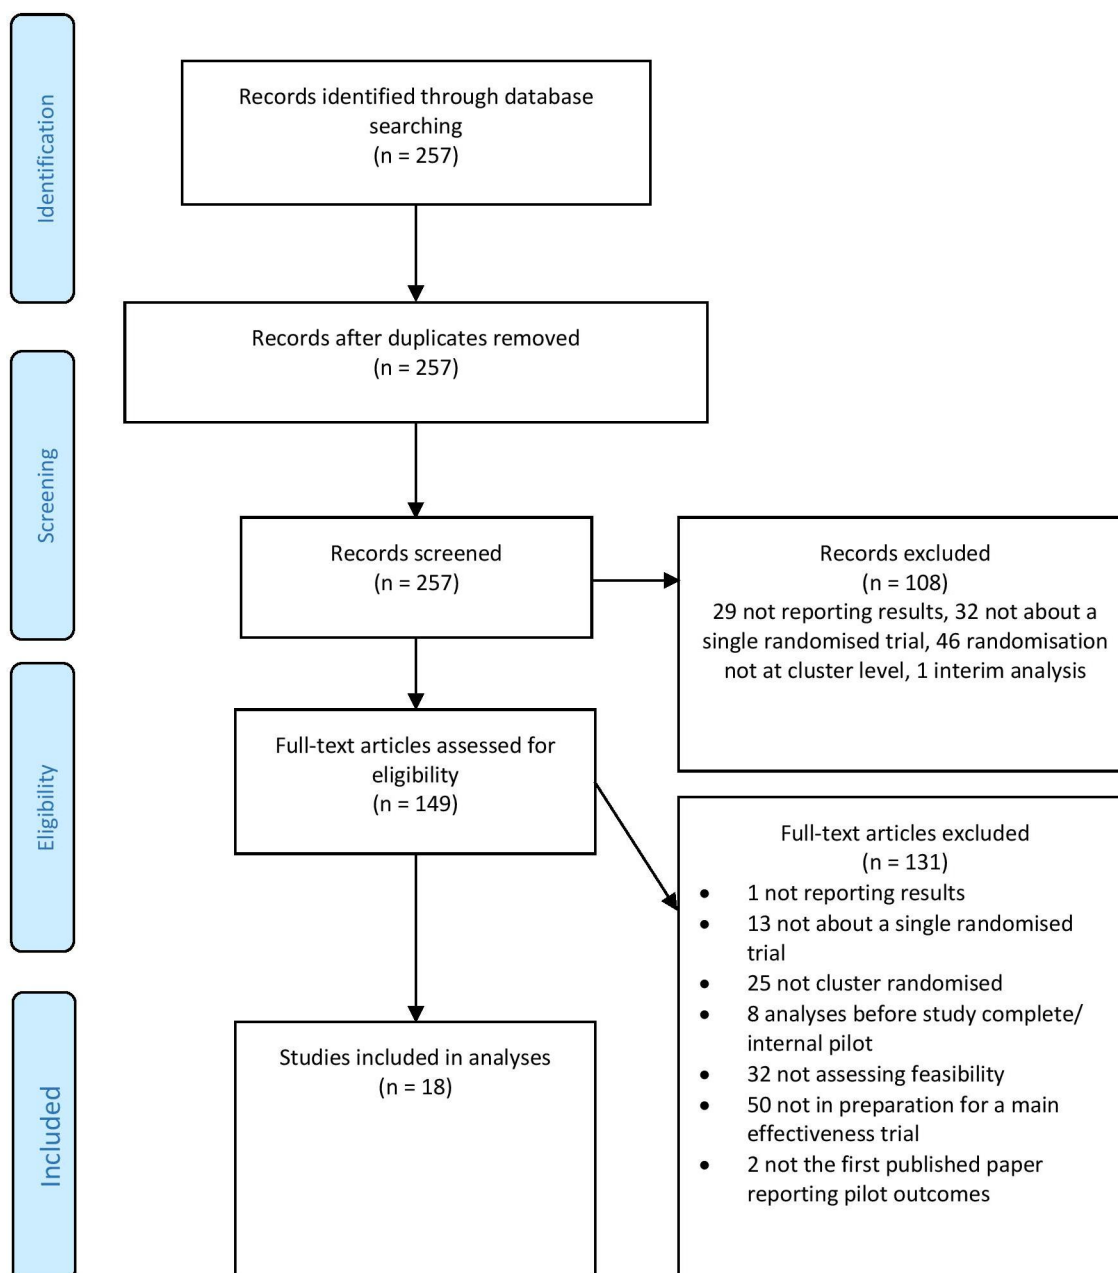 Identification
Records identified through database
searching
(n = 257)
Records after duplicates removed
(n = 257)
Screening
Records screened
(n = 257)
Records excluded
(n = 108)
29 not reporting results, 32 not about a
single randomised trial, 46 randomisation
not at cluster level, 1 interim analysis
Eligibility
Full-text articles assessed for
eligibility
(n = 149)
Full-text articles excluded
(n = 131)
• 1 not reporting results
• 13 not about a single randomised
trial
• 25 not cluster randomised
• 8 analyses before study complete/
internal pilot
• 32 not assessing feasibility
• 50 not in preparation for a main
effectiveness trial
• 2 not the first published paper
reporting pilot outcomes
Included
Studies included in analyses
(n = 18)